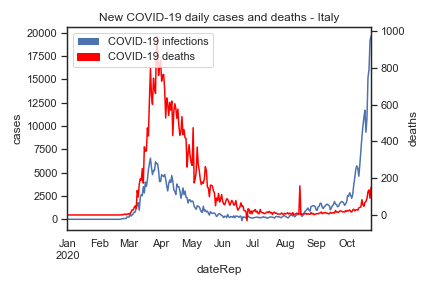 New COVID-19 daily cases and deaths - Italy
COVID-19 infections
COVID-19 deaths
20000
17500
15000
12500
10000
7500
5000
2500
0
cases
1000
800
600
400
200
0
deaths
Jan Feb Mar Apr May Jun Jul Aug Sep Oct
2020
dateRep